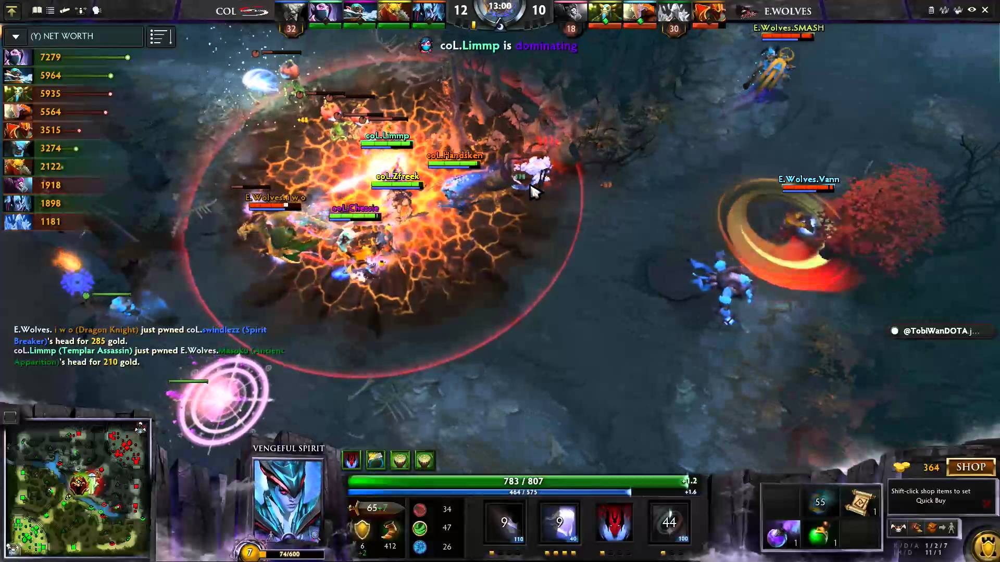 COL
12
13:00
10
E.WOLVES
32
18
30
(Y) NET WORTH
coL.Limmp is dominating
E.Wolves.SMASH
7279
5964
5935
5564
3515
3274
2122
1918
1898
1181
coL.Limmp
coL.Handsken
coL.Zfreek
E.Wolves. i w o
coL.Chessie
E.Wolves.Vann
E.Wolves. i w o (Dragon Knight) just pwned coL.swindlezz (Spirit
Breaker)'s head for 285 gold.
coL.Limmp (Templar Assassin) just pwned E.Wolves.Masoku (Ancient
Apparition)'s head for 210 gold.
@TobiWanDOTA.j...
VENGEFUL SPIRIT
783 / 807
+1.2
464 / 575
+1.6
65+7
34
47
26
6
+2
412
9
110
9
40
44
100
7
74/600
55
1
1
1
364
SHOP
Shift-click shop items to set
Quick Buy
K/D/A 1/2/7
11/1